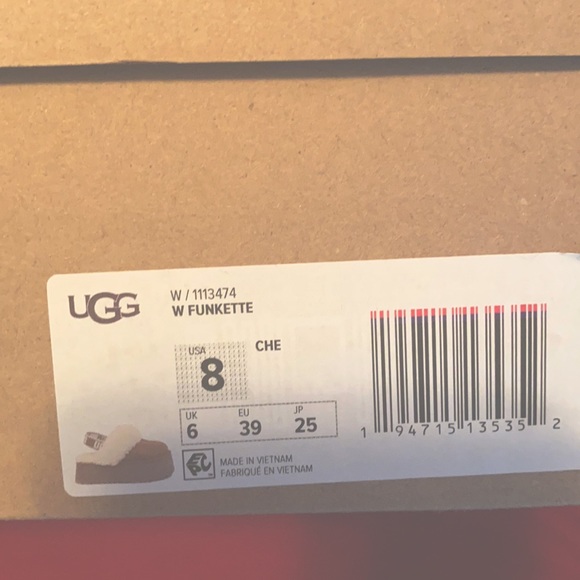 UGG
W / 1113474
W FUNKETTE
USA
8
CHE
UK
6
EU
39
JP
25
MADE IN VIETNAM
FABRIQUÉ EN VIETNAM
1 94715 13535 2